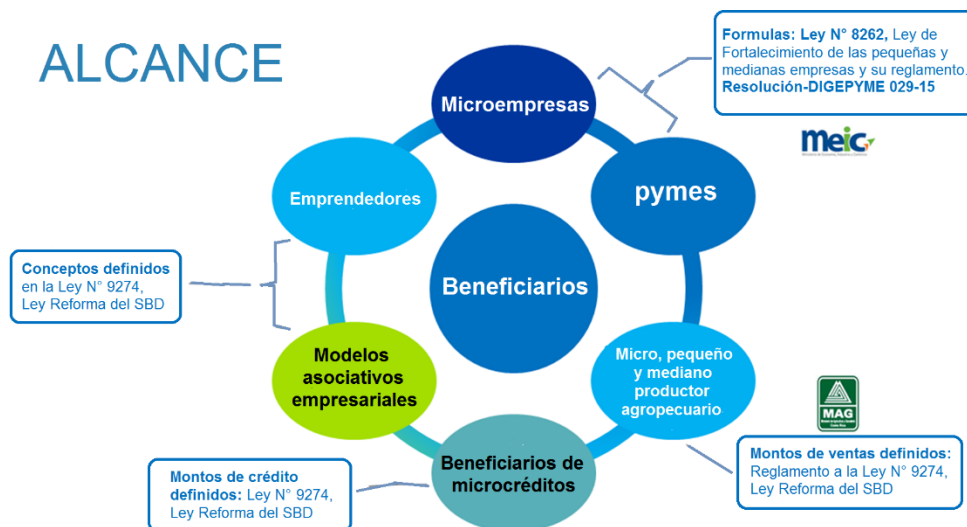 ALCANCE
Formulas: Ley N° 8262, Ley de
Fortalecimiento de las pequeñas y
medianas empresas y su reglamento.
Resolución-DIGEPYME 029-15
meic
Microempresas
pymes
Emprendedores
Conceptos definidos
en la Ley N° 9274,
Ley Reforma del SBD
Beneficiarios
Modelos
asociativos
empresariales
Micro, pequeño
y mediano
productor
agropecuario
MAG
Beneficiarios de
microcréditos
Montos de crédito
definidos: Ley N° 9274,
Ley Reforma del SBD
Montos de ventas definidos:
Reglamento a la Ley N° 9274,
Ley Reforma del SBD